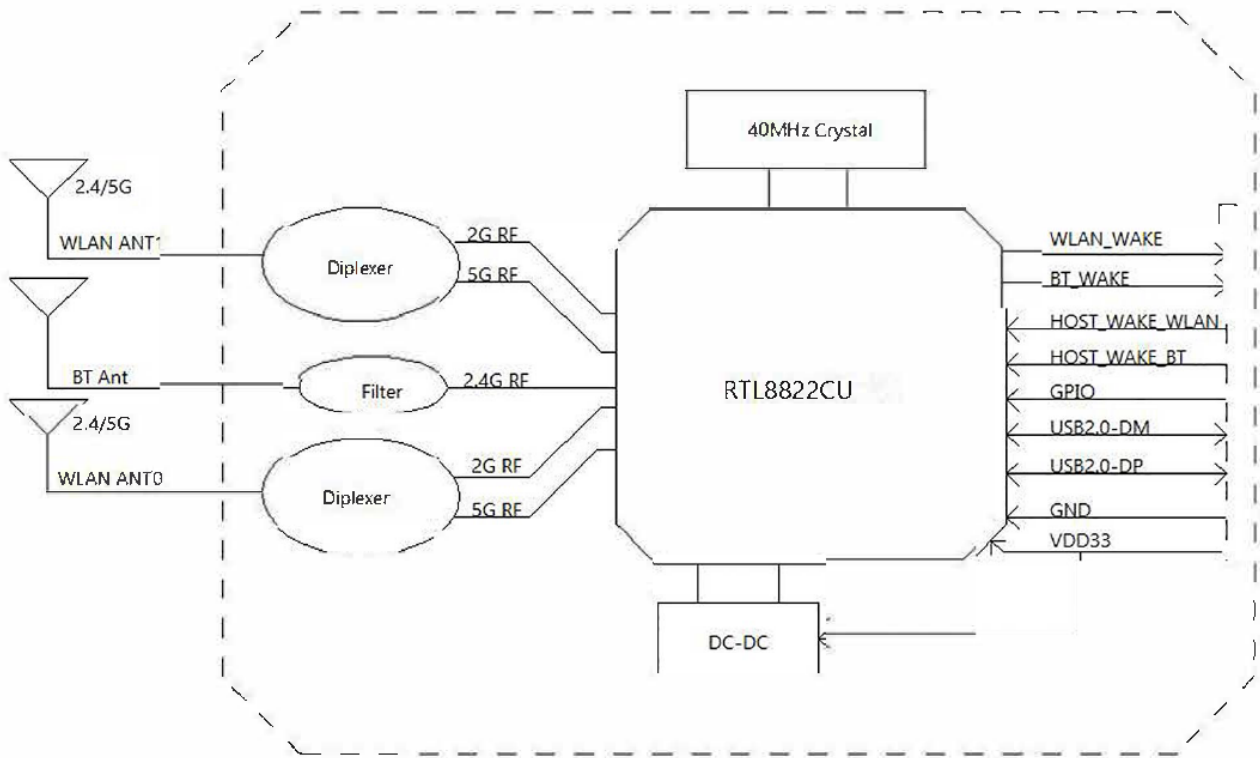 40MHz Crystal
2.4/5G
WLAN ANT1
Diplexer
2G RF
5G RF
WLAN_WAKE
BT_WAKE
HOST_WAKE_WLAN
HOST_WAKE_BT
BT Ant
Filter
2.4G RF
RTL8822CU
GPIO
2.4/5G
USB2.0-DM
WLAN ANT0
Diplexer
2G RF
5G RF
USB2.0-DP
GND
VDD33
DC-DC